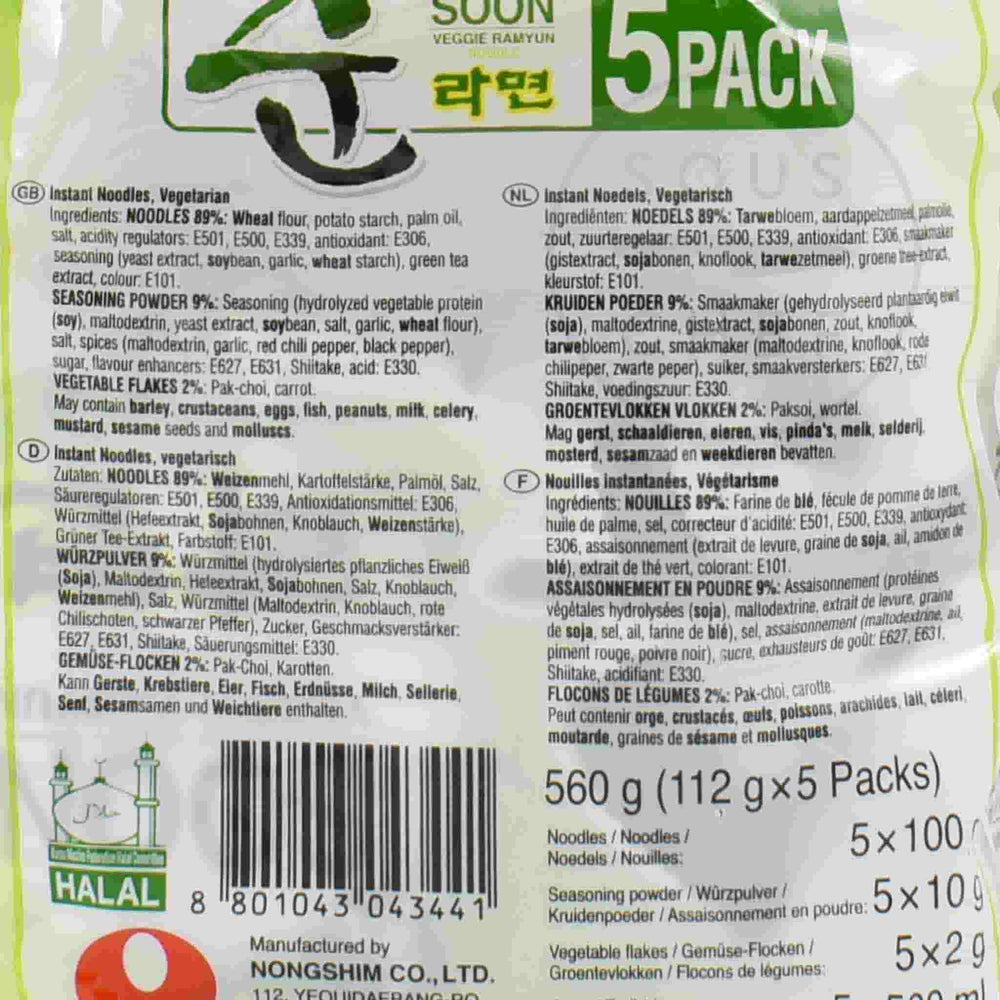 순
SOON
VEGGIE RAMYUN
NOODLE
라면
5PACK
GB Instant Noodles, Vegetarian
Ingredients: NOODLES 89%: Wheat flour, potato starch, palm oil,
salt, acidity regulators: E501, E500, E339, antioxidant: E306,
seasoning (yeast extract, soybean, garlic, wheat starch), green tea
extract, colour: E101.
SEASONING POWDER 9%: Seasoning (hydrolyzed vegetable protein
(soy), maltodextrin, yeast extract, soybean, salt, garlic, wheat flour),
salt, spices (maltodextrin, garlic, red chili pepper, black pepper),
sugar, flavour enhancers: E627, E631, Shiitake, acid: E330.
VEGETABLE FLAKES 2%: Pak-choi, carrot.
May contain barley, crustaceans, eggs, fish, peanuts, milk, celery,
mustard, sesame seeds and molluscs.
D Instant Noodles, vegetarisch
Zutaten: NOODLES 89%: Weizenmehl, Kartoffelstärke, Palmöl, Salz,
Säureregulatoren: E501, E500, E339, Antioxidationsmittel: E306,
Würzmittel (Hefeextrakt, Sojabohnen, Knoblauch, Weizenstärke),
Grüner Tee-Extrakt, Farbstoff: E101.
WÜRZPULVER 9%: Würzmittel (hydrolysiertes pflanzliches Eiweiß
(Soja), Maltodextrin, Hefeextrakt, Sojabohnen, Salz, Knoblauch,
Weizenmehl), Salz, Würzmittel (Maltodextrin, Knoblauch, rote
Chilischoten, schwarzer Pfeffer), Zucker, Geschmacksverstärker:
E627, E631, Shiitake, Säuerungsmittel: E330.
GEMÜSE-FLOCKEN 2%: Pak-Choi, Karotten.
Kann Gerste, Krebstiere, Eier, Fisch, Erdnüsse, Milch, Sellerie,
Senf, Sesamsamen und Weichtiere enthalten.
NL Instant Noedels, Vegetarisch
Ingrediënten: NOEDELS 89%: Tarwebloem, aardappelzetmeel, palmolie,
zout, zuurteregelaar: E501, E500, E339, antioxidant: E306, smaakmaker
(gistextract, sojabonen, knoflook, tarwezetmeel), groene thee-extract,
kleurstof: E101.
KRUIDEN POEDER 9%: Smaakmaker (gehydrolyseerd plantaardig eiwit
(soja), maltodextrine, gistextract, sojabonen, zout, knoflook,
tarwebloem), zout, smaakmaker (maltodextrine, knoflook, rode
chilipeper, zwarte peper), suiker, smaakversterkers: E627, E631
Shiitake, voedingszuur: E330.
GROENTEVLOKKEN VLOKKEN 2%: Paksoi, wortel.
Mag gerst, schaaldieren, eieren, vis, pinda's, melk, selderij,
mosterd, sesamzaad en weekdieren bevatten.
F Nouilles instantanées, Végétarisme
Ingrédients: NOUILLES 89%: Farine de blé, fécule de pomme de terre,
huile de palme, sel, correcteur d'acidité: E501, E500, E339, antioxydant:
E306, assaisonnement (extrait de levure, graine de soja, ail, amidon de
blé), extrait de thé vert, colorant: E101.
ASSAISONNEMENT EN POUDRE 9%: Assaisonnement (protéines
végétales hydrolysées (soja), maltodextrine, extrait de levure, graine
de soja, sel, ail, farine de blé), sel, assaisonnement (maltodextrine, ail,
piment rouge, poivre noir), sucre, exhausteurs de goût: E627, E631,
Shiitake, acidifiant: E330.
FLOCONS DE LÉGUMES 2%: Pak-choi, carotte.
Peut contenir orge, crustacés, œufs, poissons, arachides, lait, céleri,
moutarde, graines de sésame et mollusques.
HALAL
8 801043 043441
Manufactured by
NONGSHIM CO., LTD.
560 g (112 g×5 Packs)
Noodles / Noodles /
Noedels / Nouilles:
5×100
Seasoning powder / Würzpulver /
Kruidenpoeder / Assaisonnement en poudre: 5×10 g
Vegetable flakes / Gemüse-Flocken /
Groentevlokken / Flocons de légumes:
5×2 g